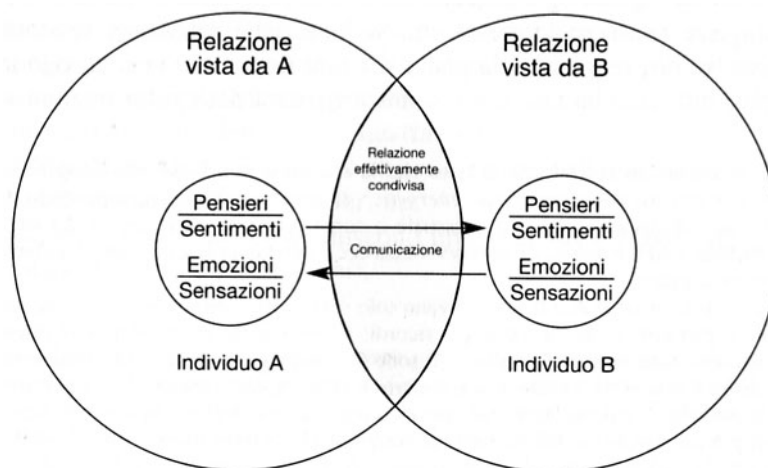 Relazione
vista da A
Relazione
vista da B
Relazione
effettivamente
condivisa
Pensieri
Sentimenti
Emozioni
Sensazioni
Comunicazione
Pensieri
Sentimenti
Emozioni
Sensazioni
Individuo A
Individuo B